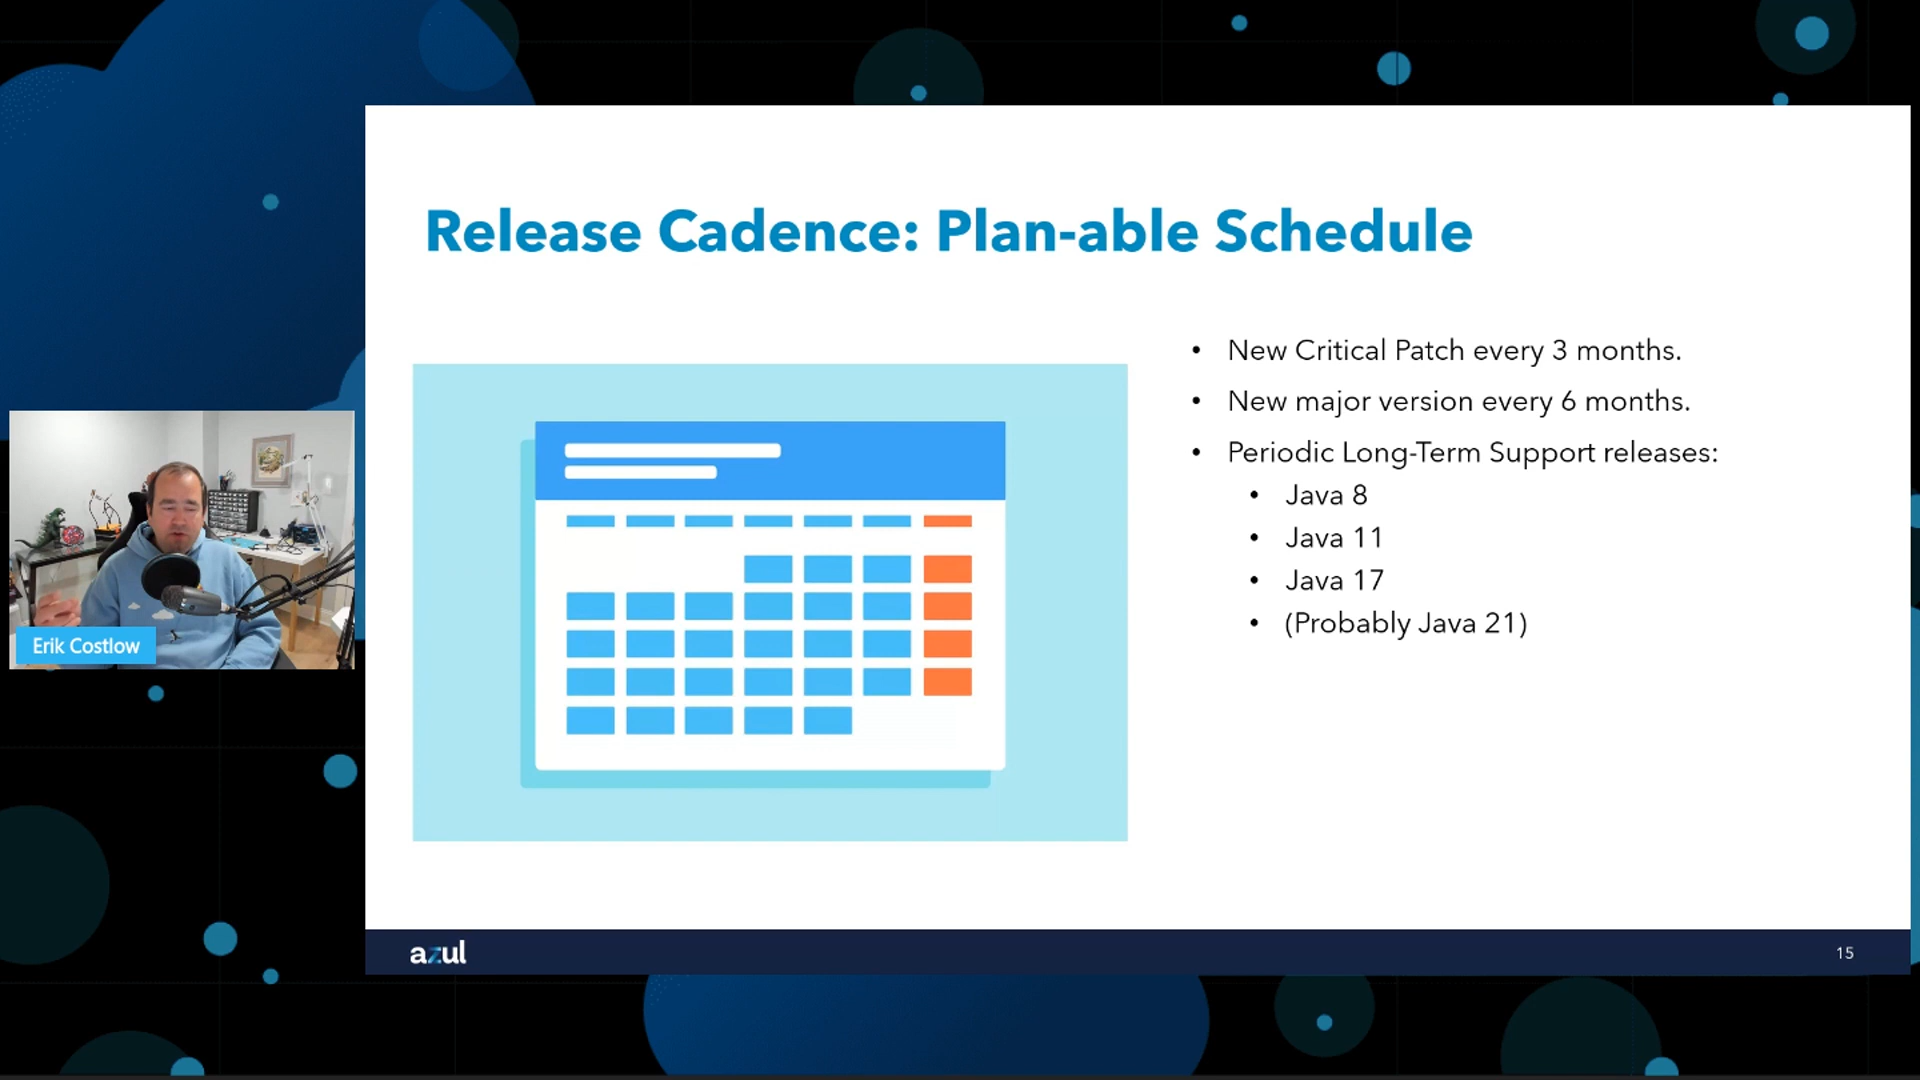 Release Cadence: Plan-able Schedule
• New Critical Patch every 3 months.
• New major version every 6 months.
• Periodic Long-Term Support releases:
• Java 8
• Java 11
• Java 17
• (Probably Java 21)
Erik Costlow
azul
15